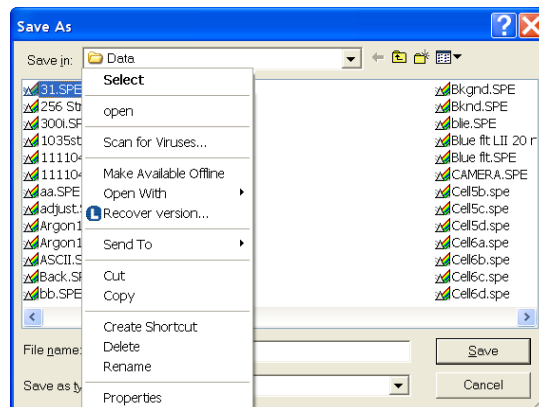 Save As
Save in: Data
31.SPE
256 Str
300i.SP
1035st
11110
11110
aa.SPE
adjust.
Argon1
Argon1
ASCII.S
Back.SP
bb.SPE
Select
open
Scan for Viruses...
Make Available Offline
Open With
Recover version...
Send To
Cut
Copy
Create Shortcut
Delete
Rename
Properties
Bkgnd.SPE
Bknd.SPE
blie.SPE
Blue flt LII 20 n
Blue flt.SPE
CAMERA.SPE
Cell5b.spe
Cell5c.spe
Cell5d.spe
Cell6a.spe
Cell6b.spe
Cell6c.spe
Cell6d.spe
File name:
Save
Save as ty
Cancel